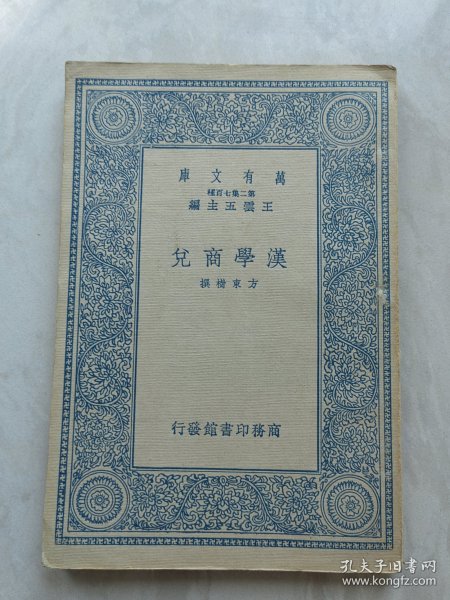 萬有文庫
第二集七百種
王雲五主編
漢學商兌
方東樹撰
商務印書館發行
孔夫子旧书网
www.kongfz.com